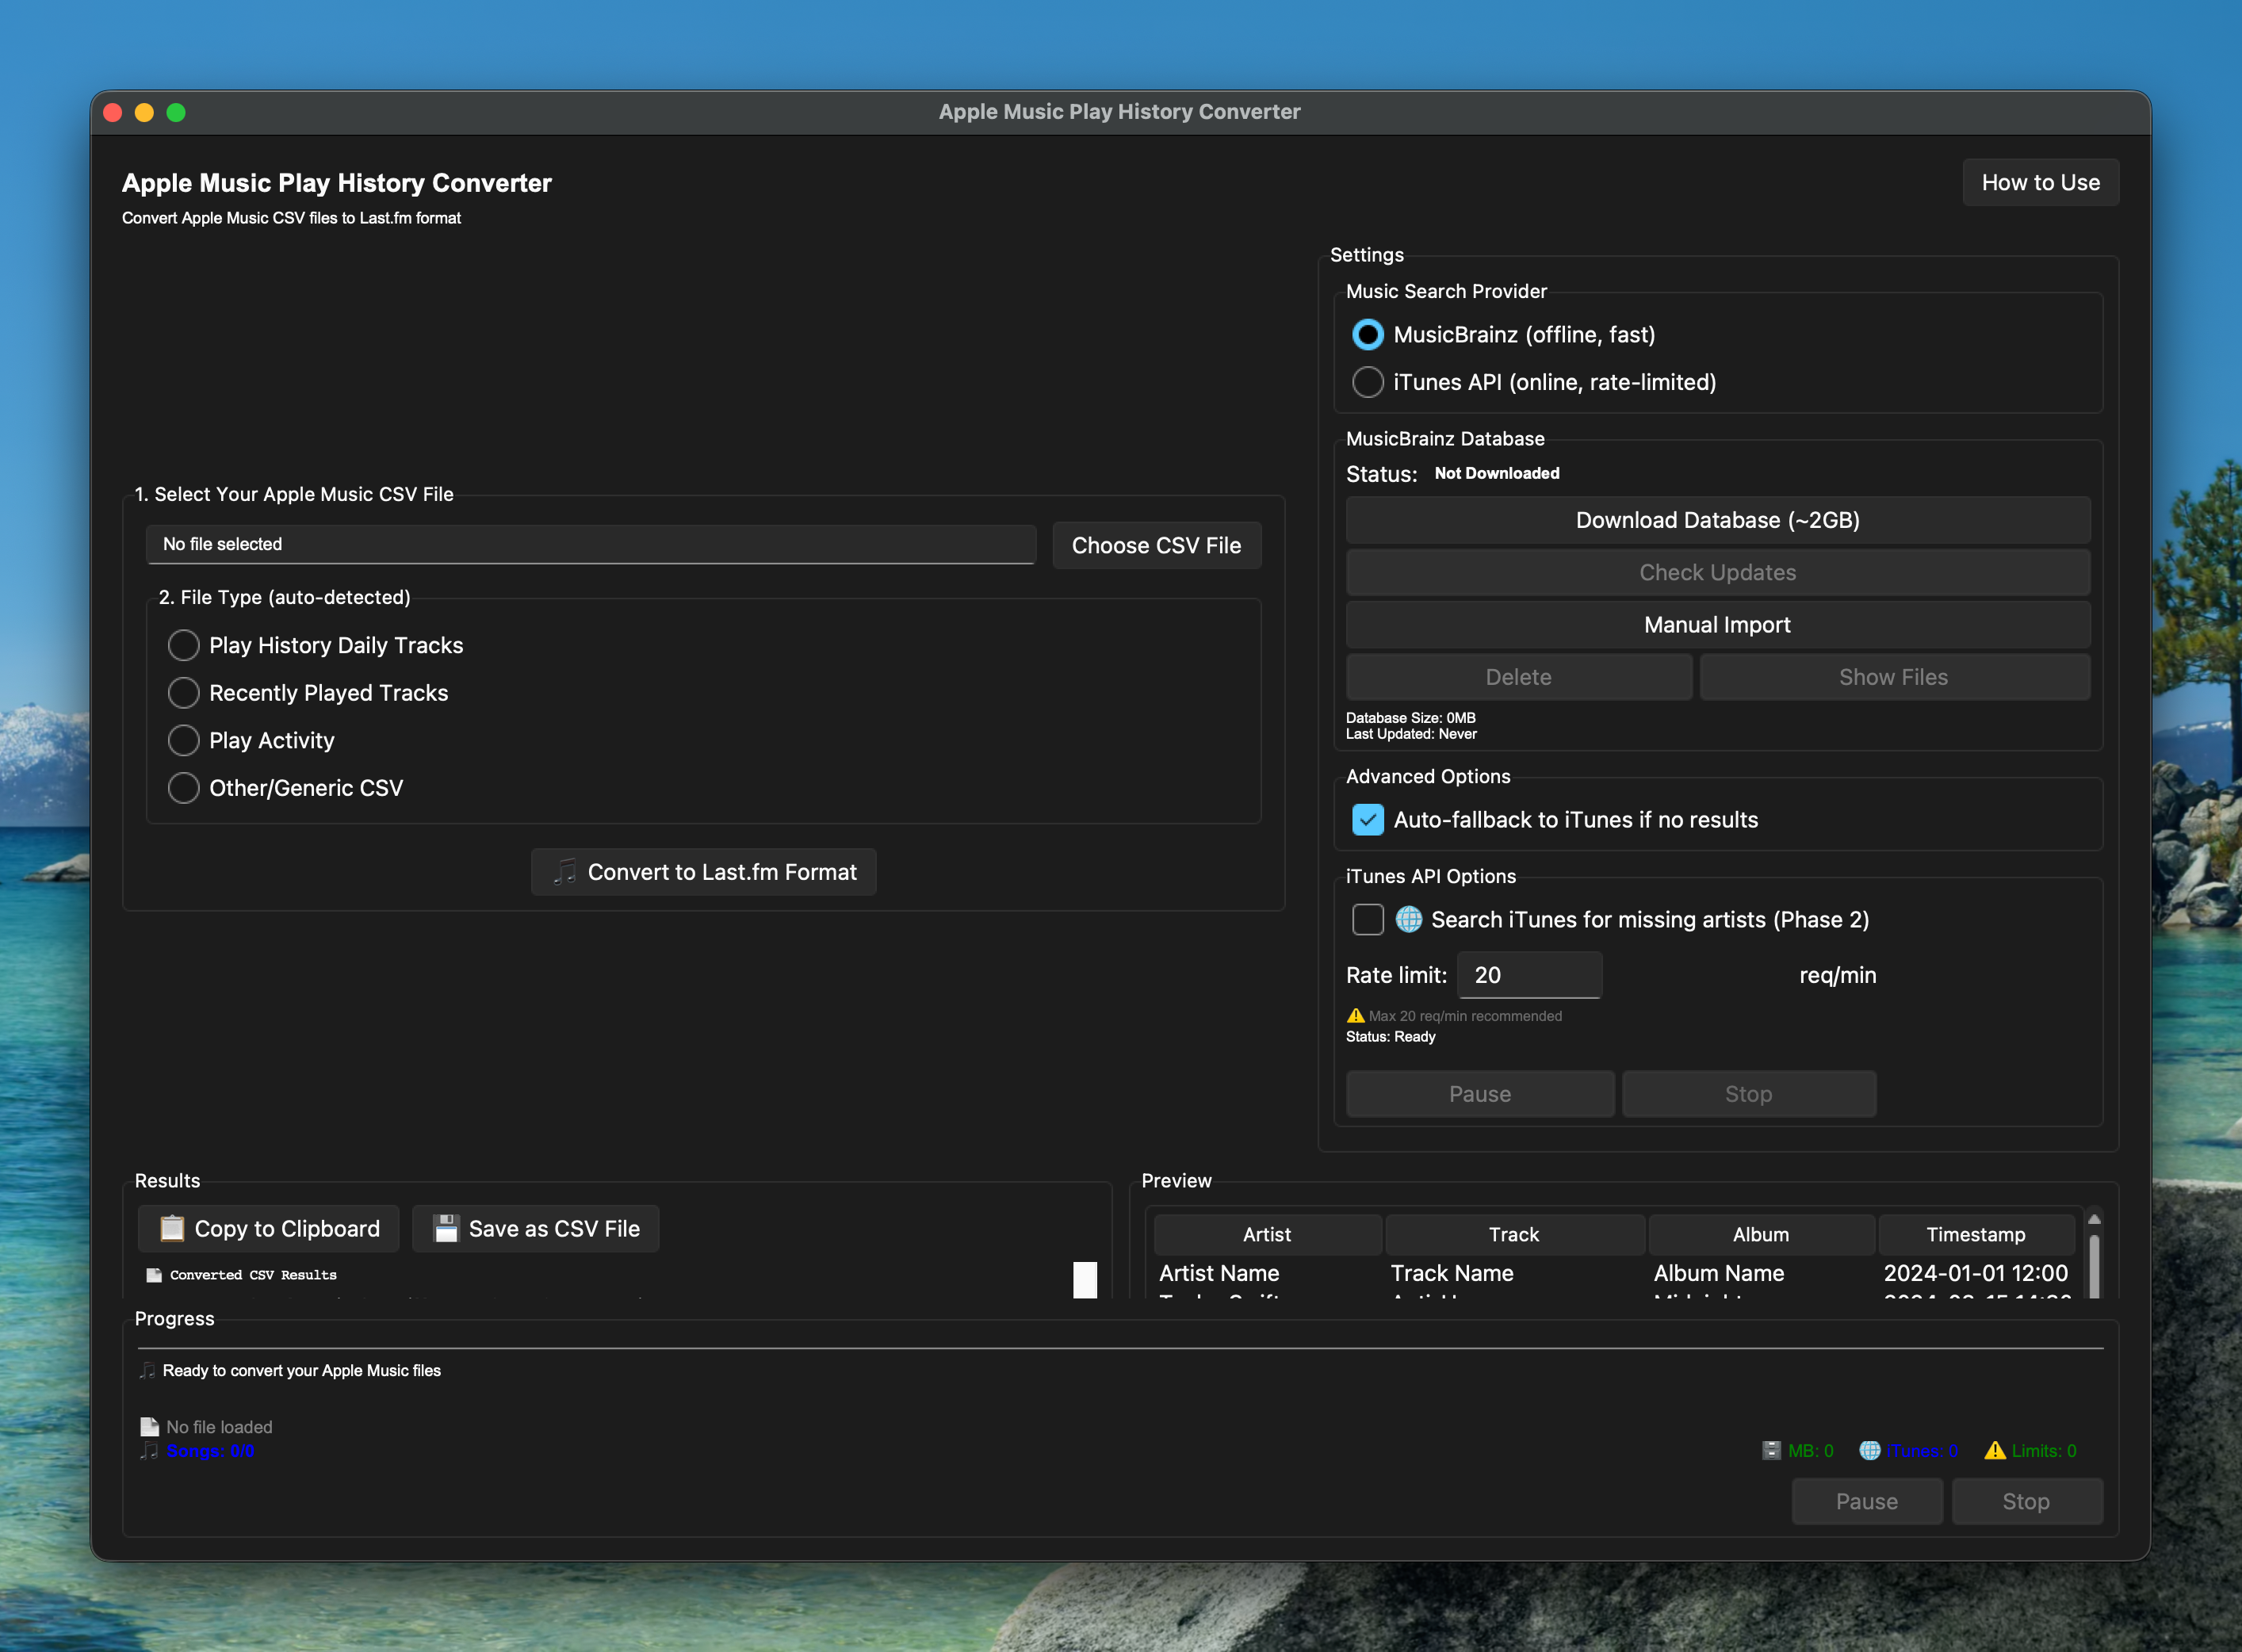 Apple Music Play History Converter
Apple Music Play History Converter
How to Use
Convert Apple Music CSV files to Last.fm format
1. Select Your Apple Music CSV File
No file selected
Choose CSV File
2. File Type (auto-detected)
Play History Daily Tracks
Recently Played Tracks
Play Activity
Other/Generic CSV
Convert to Last.fm Format
Settings
Music Search Provider
MusicBrainz (offline, fast)
iTunes API (online, rate-limited)
MusicBrainz Database
Status: Not Downloaded
Download Database (~2GB)
Check Updates
Manual Import
Delete Show Files
Database Size: 0MB
Last Updated: Never
Advanced Options
Auto-fallback to iTunes if no results
iTunes API Options
Search iTunes for missing artists (Phase 2)
Rate limit: 20 req/min
Max 20 req/min recommended
Status: Ready
Pause Stop
Results
Copy to Clipboard Save as CSV File
Converted CSV Results
Preview
Artist Track Album Timestamp
Artist Name Track Name Album Name 2024-01-01 12:00
Progress
Ready to convert your Apple Music files
No file loaded
Songs: 0/0
MB: 0 iTunes: 0 Limits: 0
Pause Stop